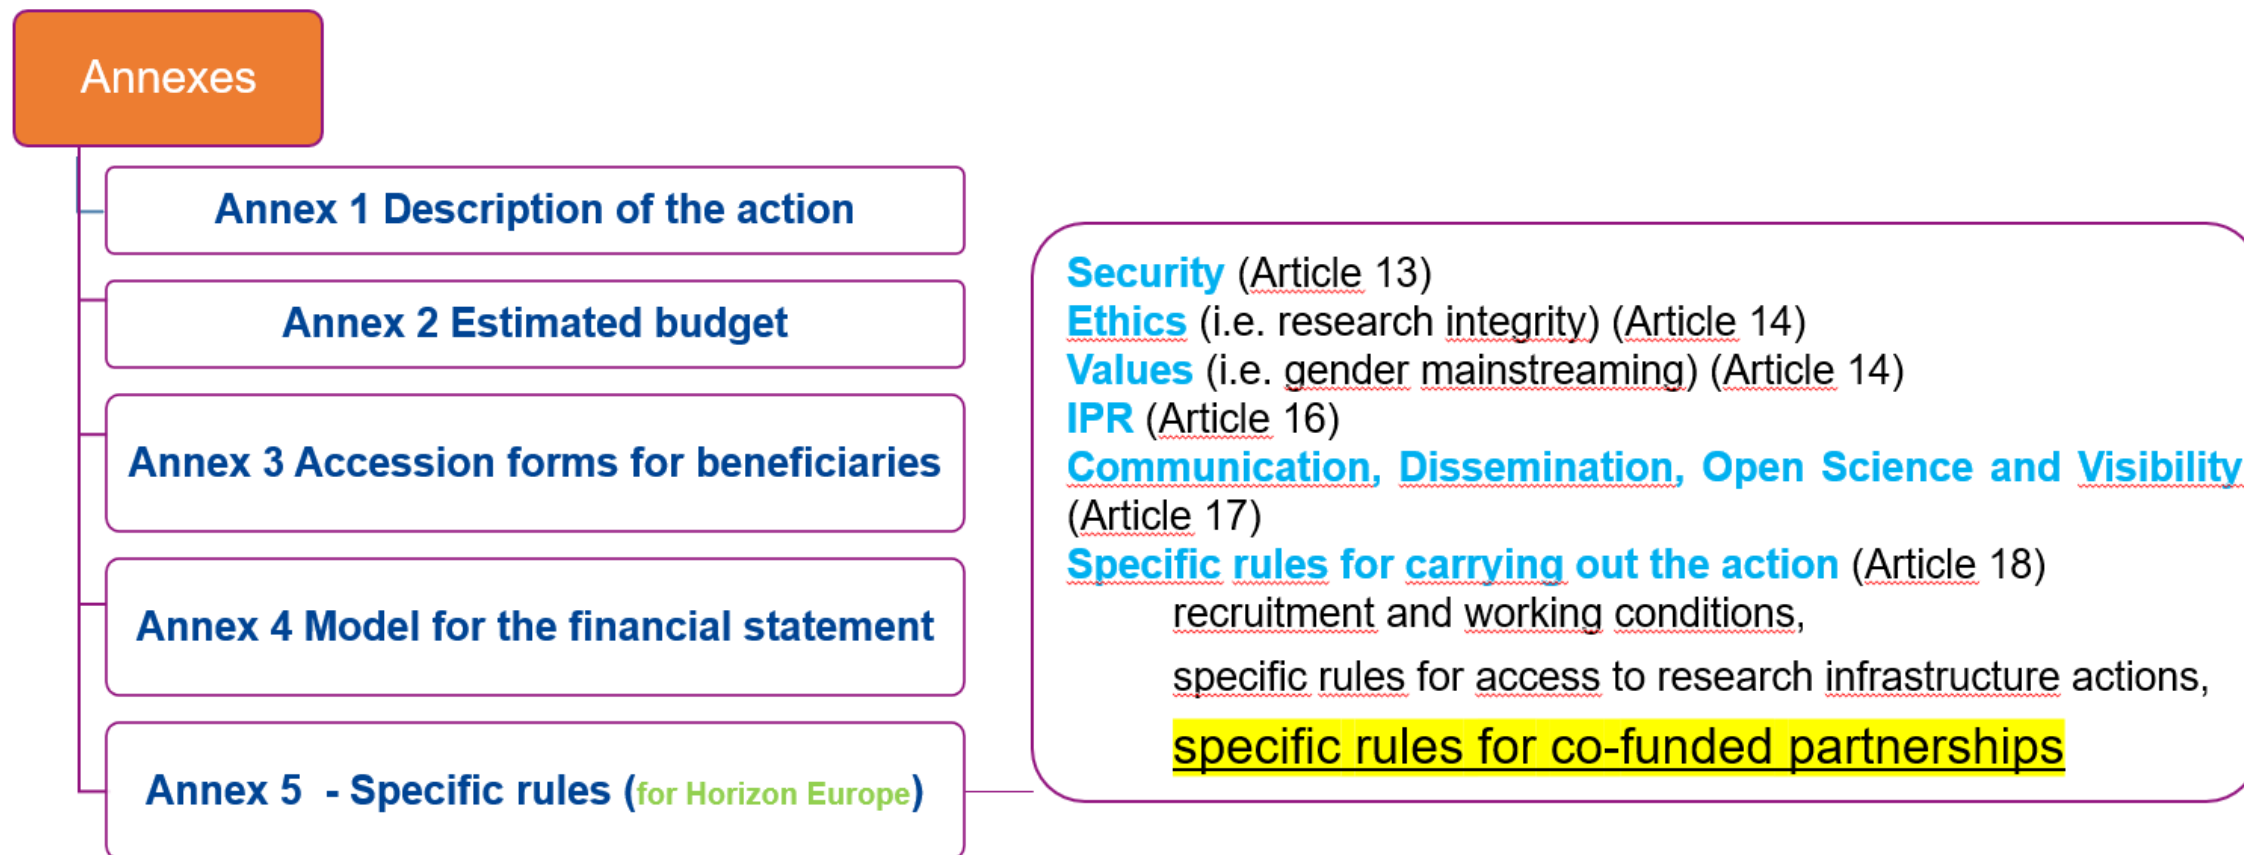 Annexes
Annex 1 Description of the action
Annex 2 Estimated budget
Annex 3 Accession forms for beneficiaries
Annex 4 Model for the financial statement
Annex 5  - Specific rules (for Horizon Europe)
Security (Article 13)
Ethics (i.e. research integrity) (Article 14)
Values (i.e. gender mainstreaming) (Article 14)
IPR (Article 16)
Communication, Dissemination, Open Science and Visibility
(Article 17)
Specific rules for carrying out the action (Article 18)
recruitment and working conditions,
specific rules for access to research infrastructure actions,
specific rules for co-funded partnerships